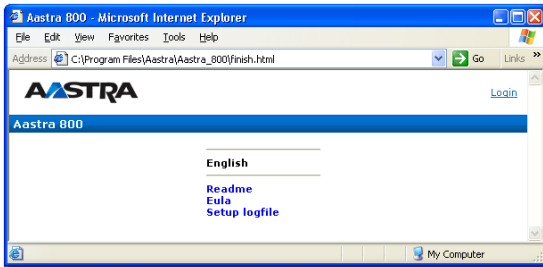 Aastra 800 - Microsoft Internet Explorer
File Edit View Favorites Tools Help
Address C:\Program Files\Aastra\Aastra_800\finish.html Go Links »
AASTRA
Login
Aastra 800
English
Readme
Eula
Setup logfile
My Computer